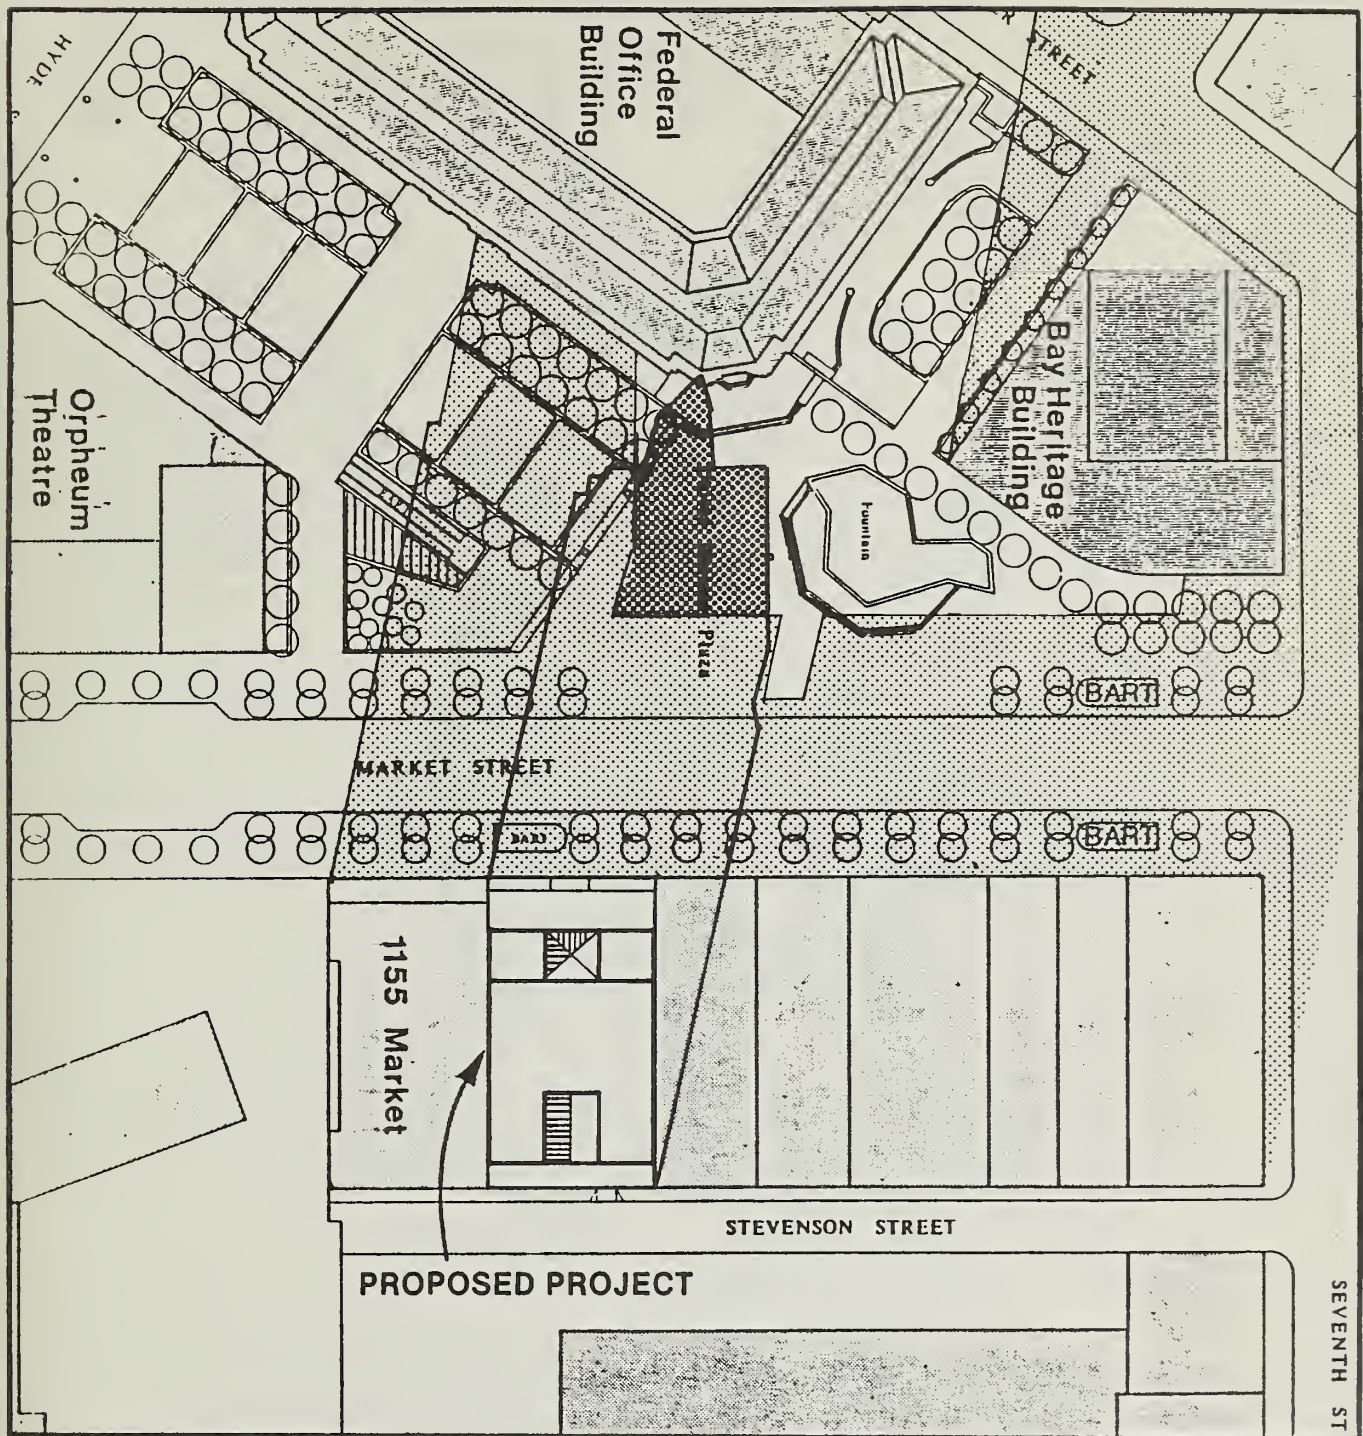 HYDE
Federal
Office
Building
STREET
Bay Heritage
Building
Orpheum
Theatre
Fountain
Plaza
BART
MARKET STREET
BART
BART
1155 Market
STEVENSON STREET
PROPOSED PROJECT
SEVENTH ST